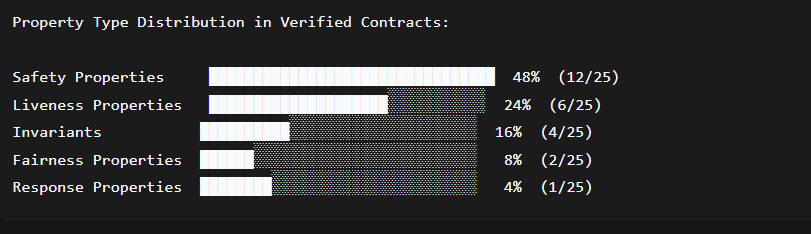 Property Type Distribution in Verified Contracts:
Safety Properties 48% (12/25)
Liveness Properties 24% (6/25)
Invariants 16% (4/25)
Fairness Properties 8% (2/25)
Response Properties 4% (1/25)